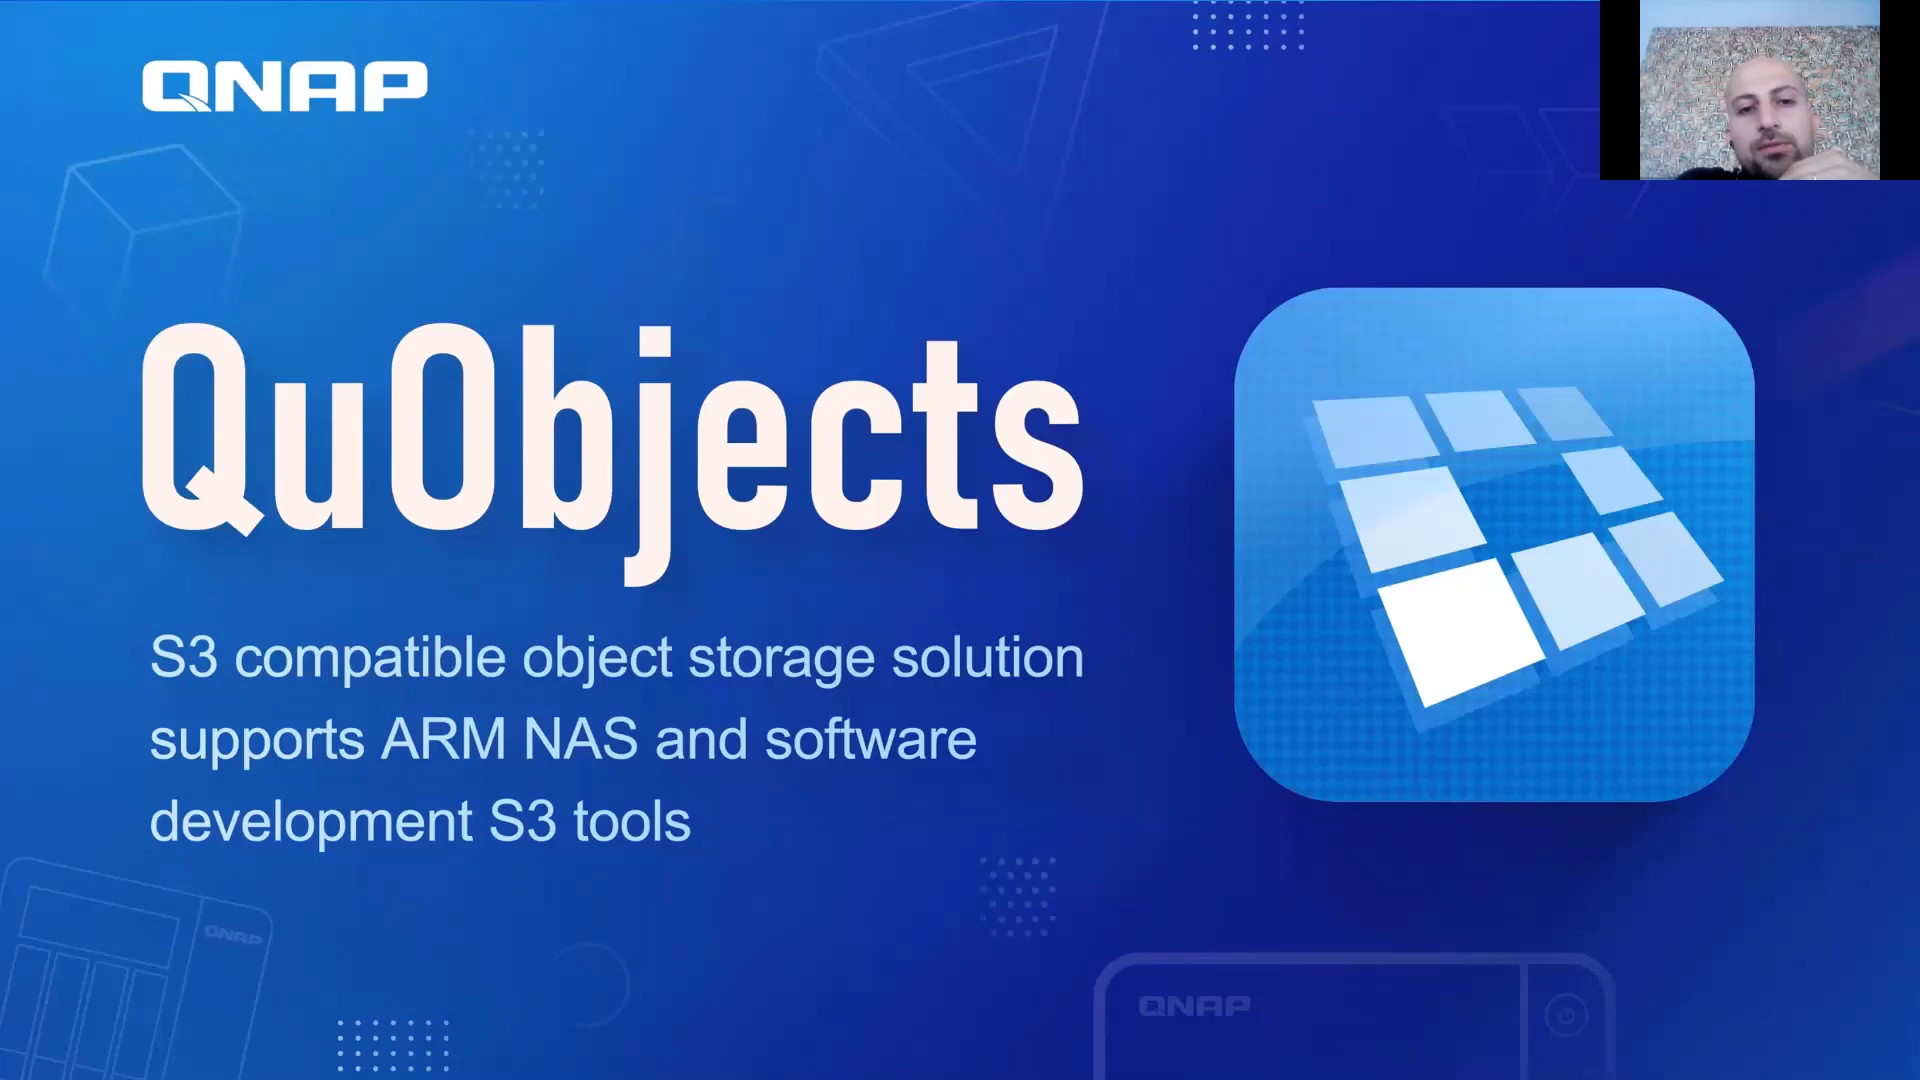 QNAP
QuObjects
S3 compatible object storage solution
supports ARM NAS and software
development S3 tools
QNAP
QNAP